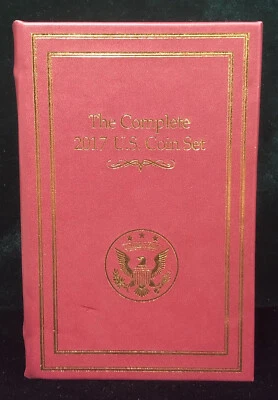 The Complete
2017 U.S. Coin Set